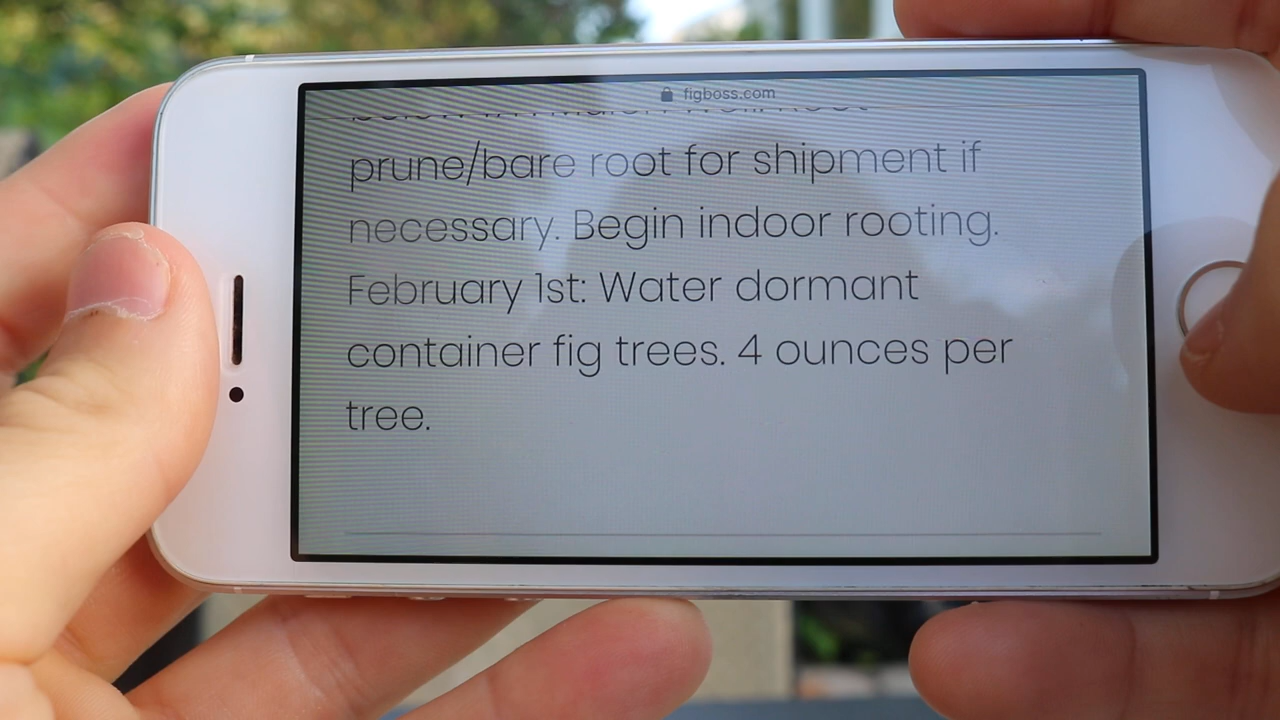 figboss.com
prune/bare root for shipment if
necessary. Begin indoor rooting.
February 1st: Water dormant
container fig trees. 4 ounces per
tree.